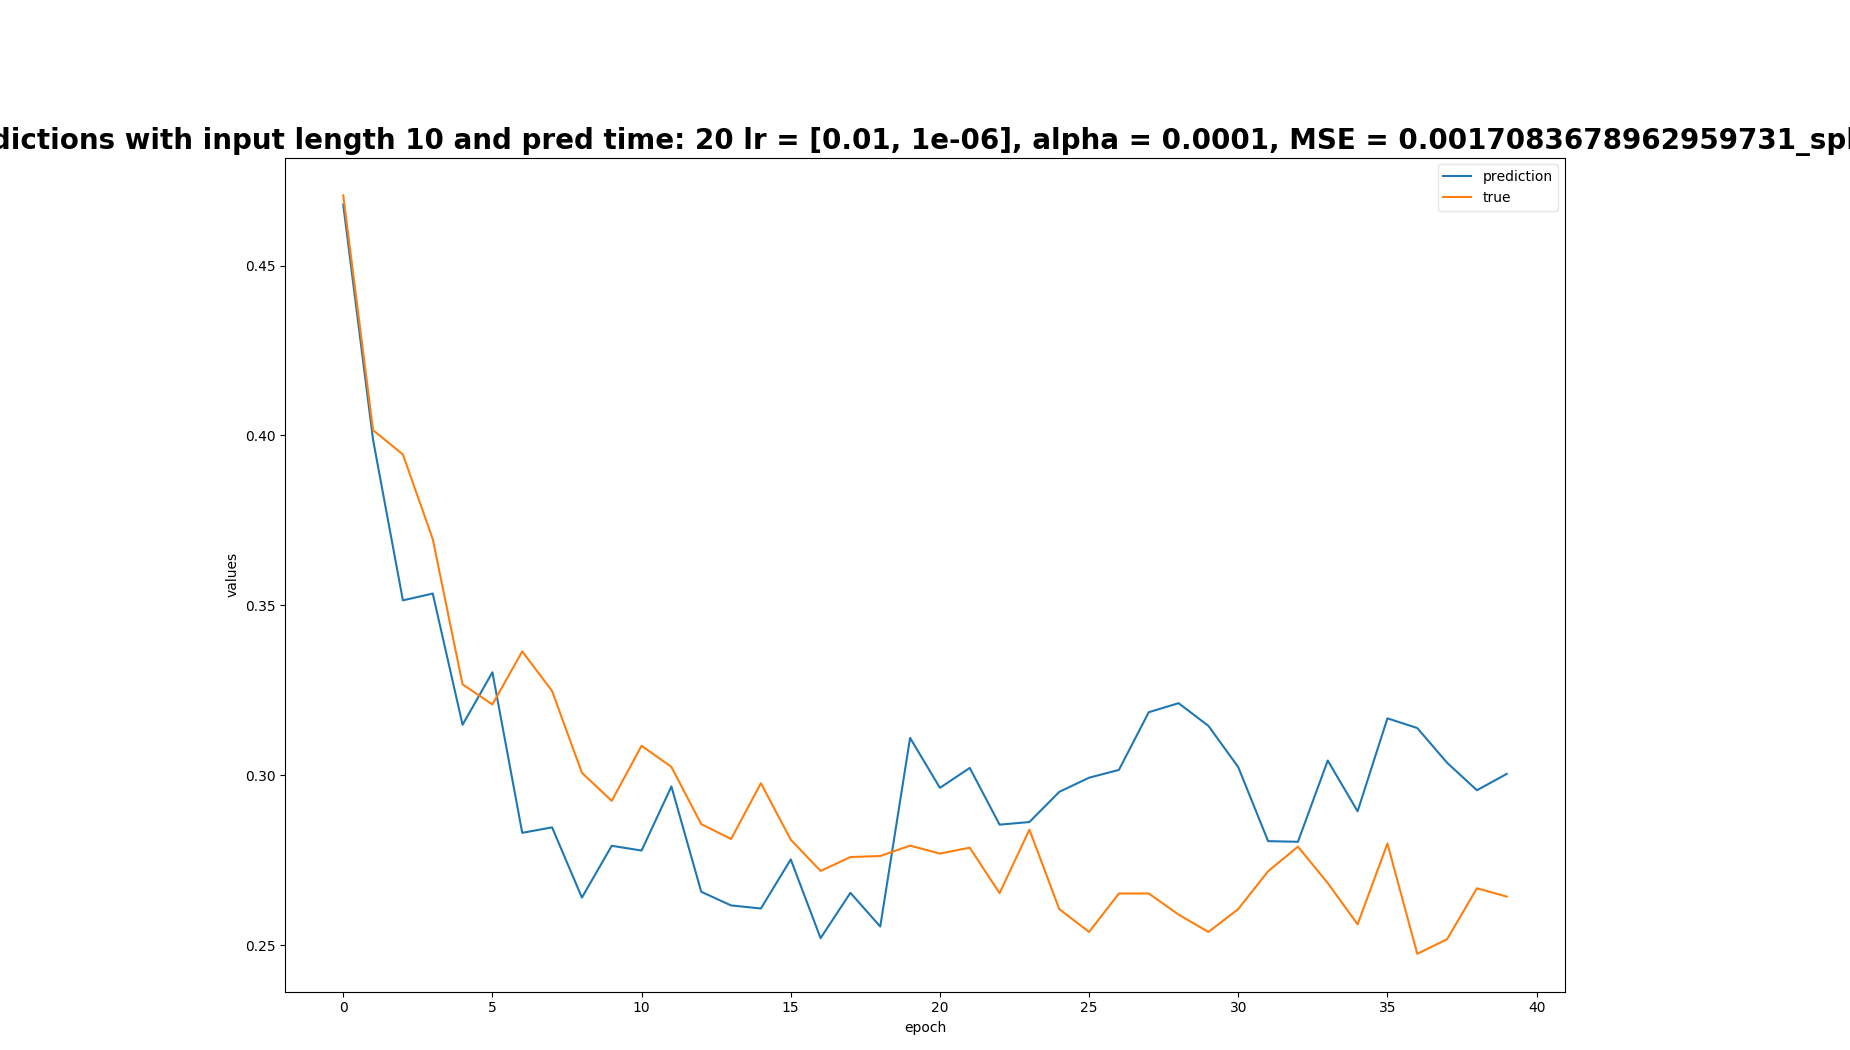 dictions with input length 10 and pred time: 20 lr = [0.01, 1e-06], alpha = 0.0001, MSE = 0.0017083678962959731_spl
prediction
true
0.45
0.40
0.35
0.30
0.25
values
0 5 10 15 20 25 30 35 40
epoch